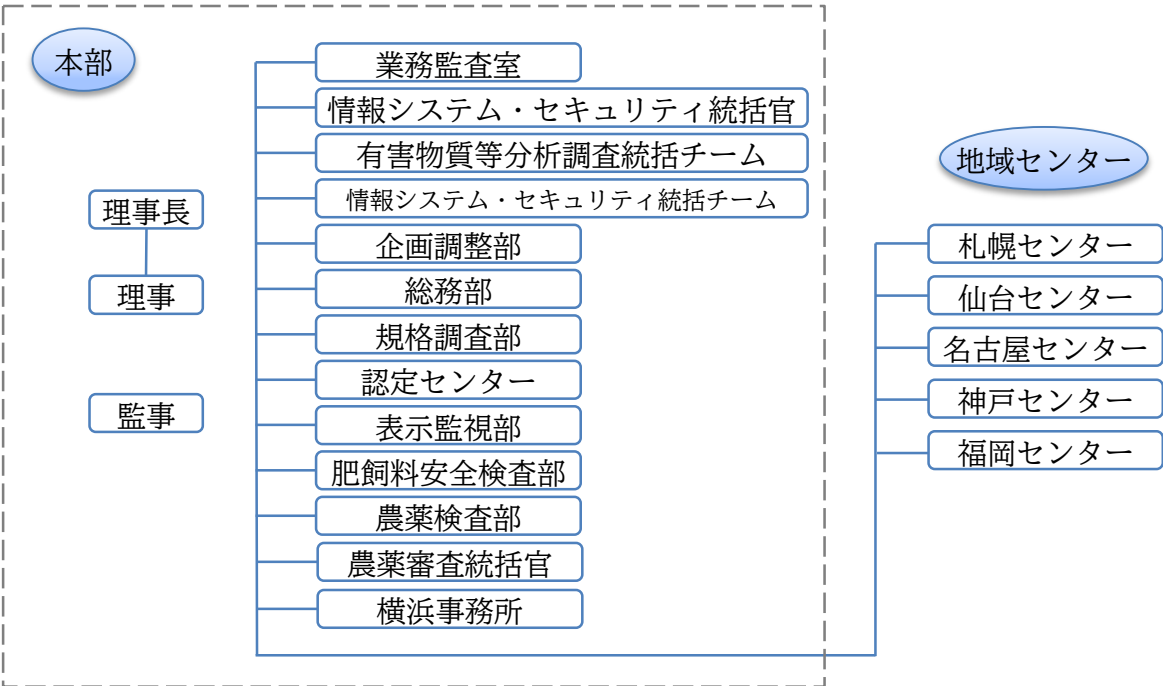 本部
理事長
理事
監事
業務監査室
情報システム・セキュリティ統括官
有害物質等分析調査統括チーム
情報システム・セキュリティ統括チーム
企画調整部
総務部
規格調査部
認定センター
表示監視部
肥飼料安全検査部
農薬検査部
農薬審査統括官
横浜事務所
地域センター
札幌センター
仙台センター
名古屋センター
神戸センター
福岡センター